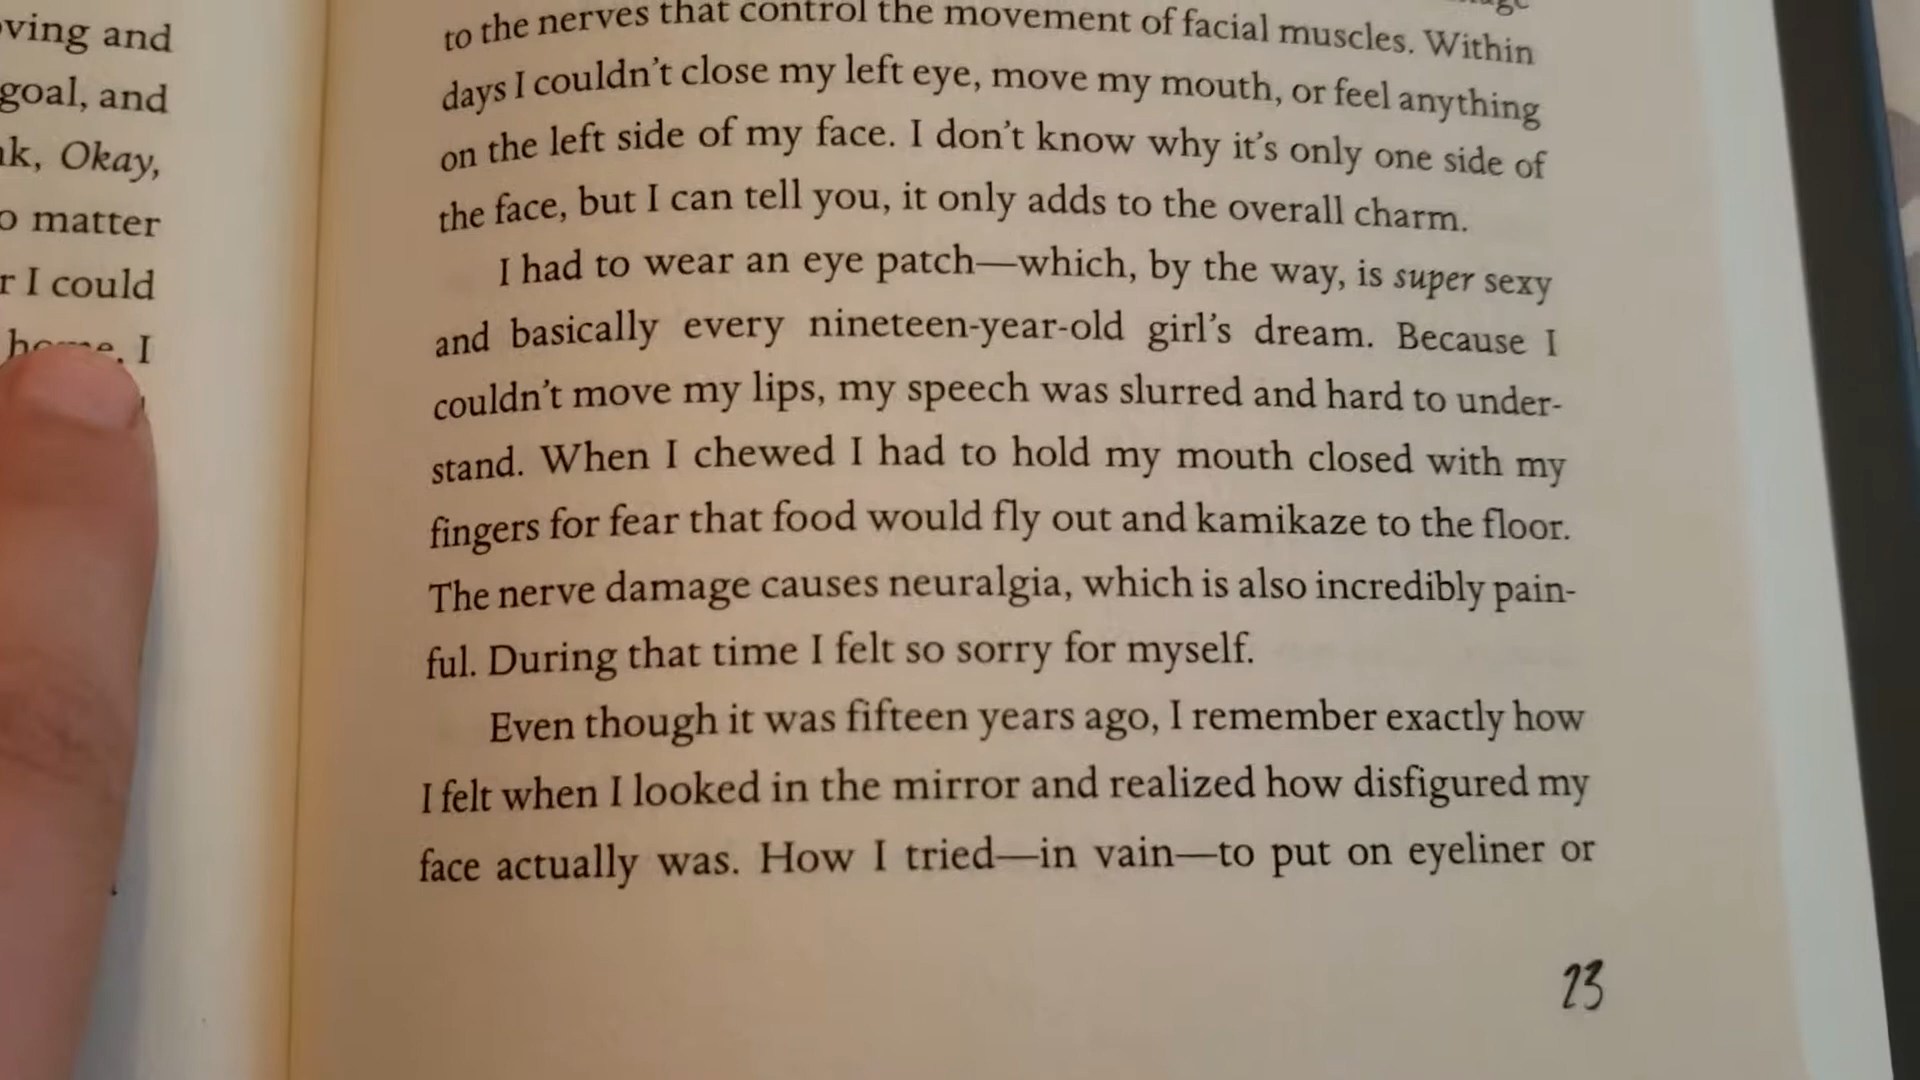 ving and
goal, and
k, Okay,
o matter
r I could
home. I
to the nerves that control the movement of facial muscles. Within
days I couldn't close my left eye, move my mouth, or feel anything
on the left side of my face. I don't know why it's only one side of
the face, but I can tell you, it only adds to the overall charm.
I had to wear an eye patch—which, by the way, is super sexy
and basically every nineteen-year-old girl's dream. Because I
couldn't move my lips, my speech was slurred and hard to under-
stand. When I chewed I had to hold my mouth closed with my
fingers for fear that food would fly out and kamikaze to the floor.
The nerve damage causes neuralgia, which is also incredibly pain-
ful. During that time I felt so sorry for myself.
Even though it was fifteen years ago, I remember exactly how
I felt when I looked in the mirror and realized how disfigured my
face actually was. How I tried—in vain—to put on eyeliner or
23